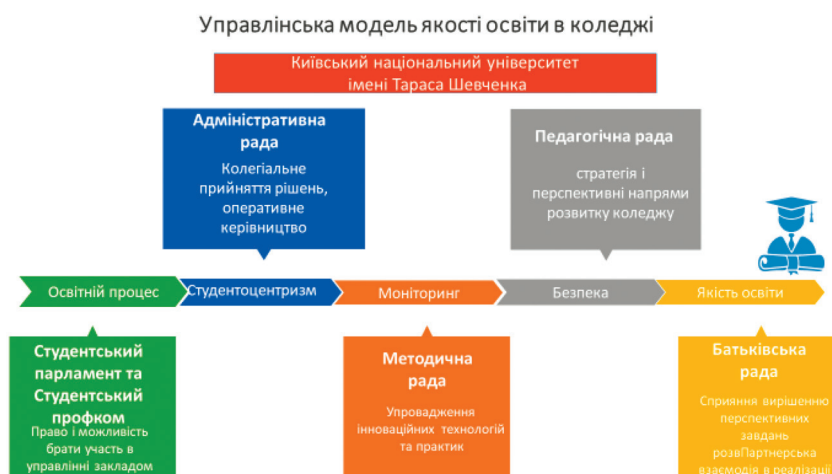 Управлінська модель якості освіти в коледжі
Київський національний університет
імені Тараса Шевченка
Адміністративна
рада
Колегіальне
прийняття рішень,
оперативне
керівництво
Педагогічна рада
стратегія і
перспективні напрями
розвитку коледжу
Освітній процес
Студентоцентризм
Моніторинг
Безпека
Якість освіти
Студентський
парламент та
Студентський
профком
Право і можливість
брати участь в
управлінні закладом
Методична
рада
Упровадження
інноваційних технологій
та практик
Батьківська
рада
Сприяння вирішенню
перспективних
завдань
розвПартнерська
взаємодія в реалізації